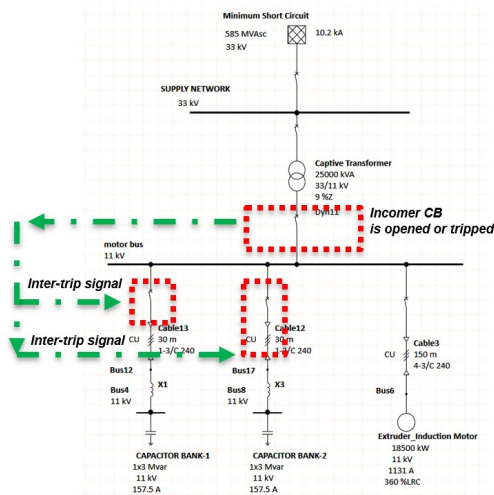 Minimum Short Circuit
585 MVAsc
10.2 kA
33 kV
SUPPLY NETWORK
33 kV
Captive Transformer
25000 kVA
33/11 kV
9 %Z
Dyn11
Incomer CB
is opened or tripped
motor bus
11 kV
Inter-trip signal
Cable13
CU
30 m
1-3/C 240
Cable12
CU
30 m
1-3/C 240
Cable3
CU
150 m
4-3/C 240
Inter-trip signal
Bus12
Bus4
X1
11 kV
Bus17
Bus8
X3
11 kV
Bus6
CAPACITOR BANK-1
1x3 Mvar
11 kV
157.5 A
CAPACITOR BANK-2
1x3 Mvar
11 kV
157.5 A
Extruder_Induction Motor
18500 kW
11 kV
1131 A
360 %LRC